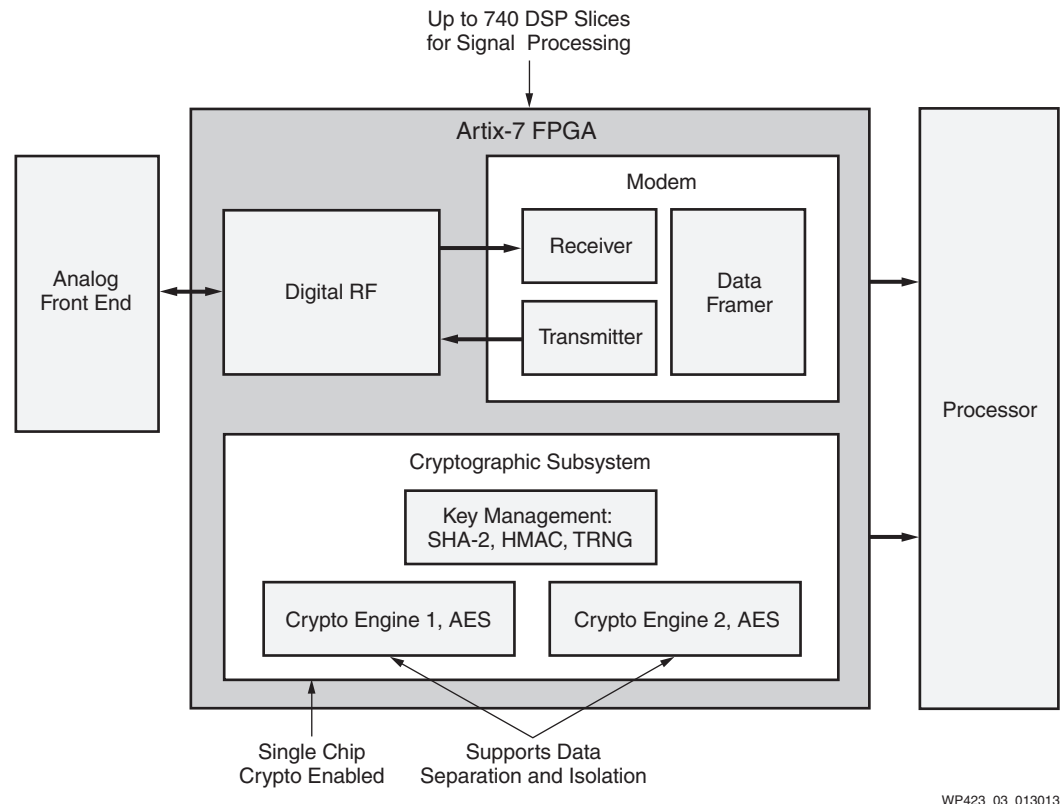 Up to 740 DSP Slices
for Signal Processing
Artix-7 FPGA
Modem
Receiver
Data
Framer
Transmitter
Analog
Front End
Digital RF
Processor
Cryptographic Subsystem
Key Management:
SHA-2, HMAC, TRNG
Crypto Engine 1, AES
Crypto Engine 2, AES
Single Chip
Crypto Enabled
Supports Data
Separation and Isolation
WP423_03_013013